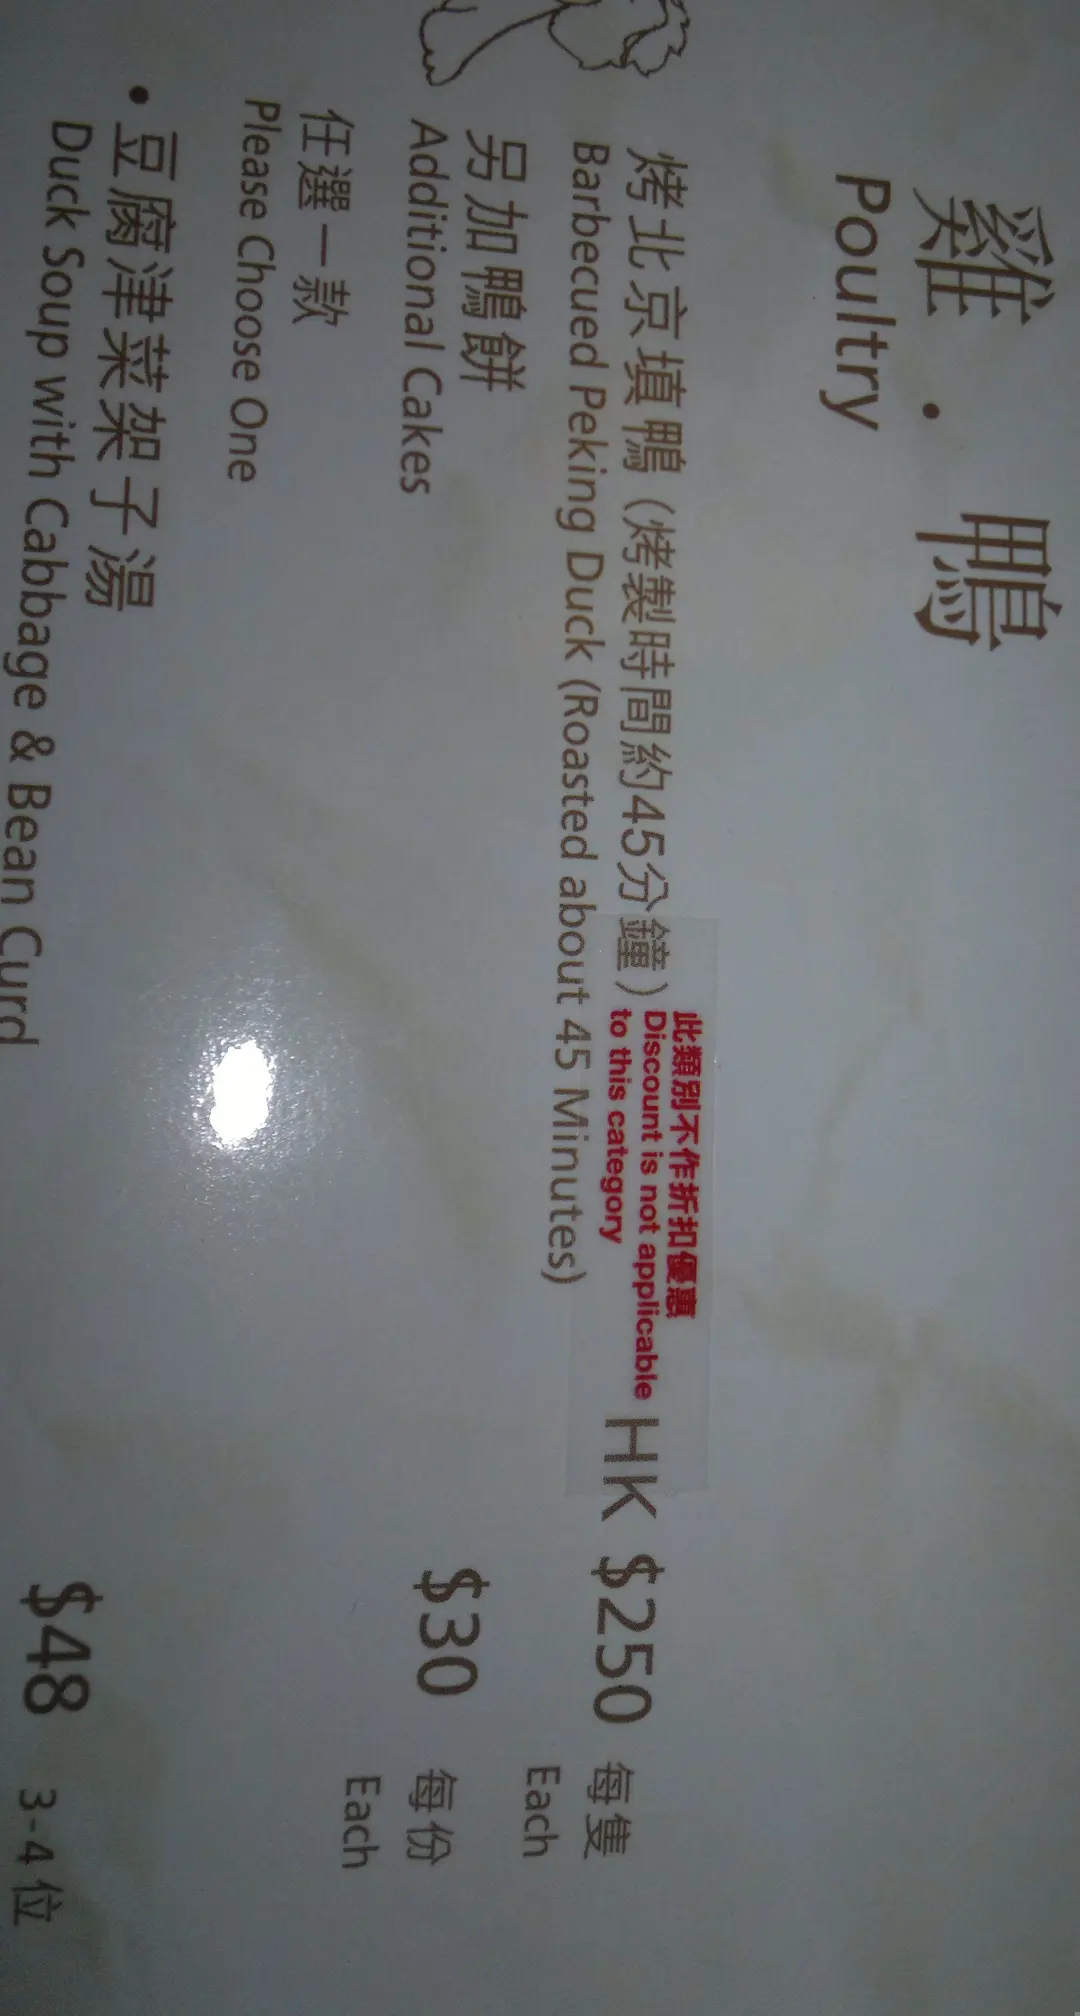 雞 · 鴨
Poultry
此類別不作折扣優惠
Discount is not applicable
to this category
烤北京填鴨 (烤製時間約45分鐘) HK $250 每隻
Barbecued Peking Duck (Roasted about 45 Minutes) Each
另加鴨餅 $30 每份
Additional Cakes Each
任選一款
Please Choose One
• 豆腐津菜架子湯 $48 3-4 位
Duck Soup with Cabbage & Bean Curd